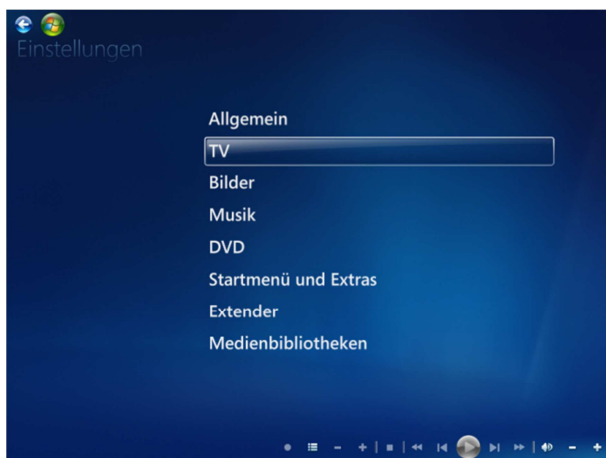 Einstellungen
Allgemein
TV
Bilder
Musik
DVD
Startmenü und Extras
Extender
Medienbibliotheken